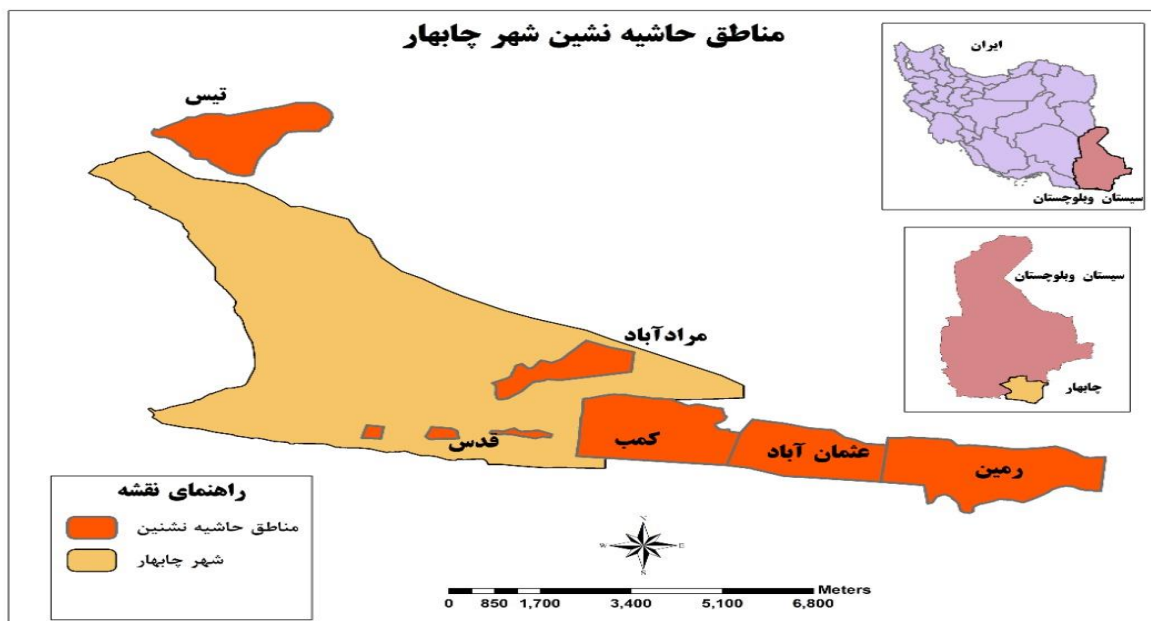 مناطق حاشیه نشین شهر چابهار
ایران
سیستان وبلوچستان
سیستان وبلوچستان
چابهار
تیس
مرادآباد
قدس
کمب
عثمان آباد
رمین
راهنمای نقشه
مناطق حاشیه نشنین
شهر چابهار
N
W E
S
Meters
0 850 1,700 3,400 5,100 6,800